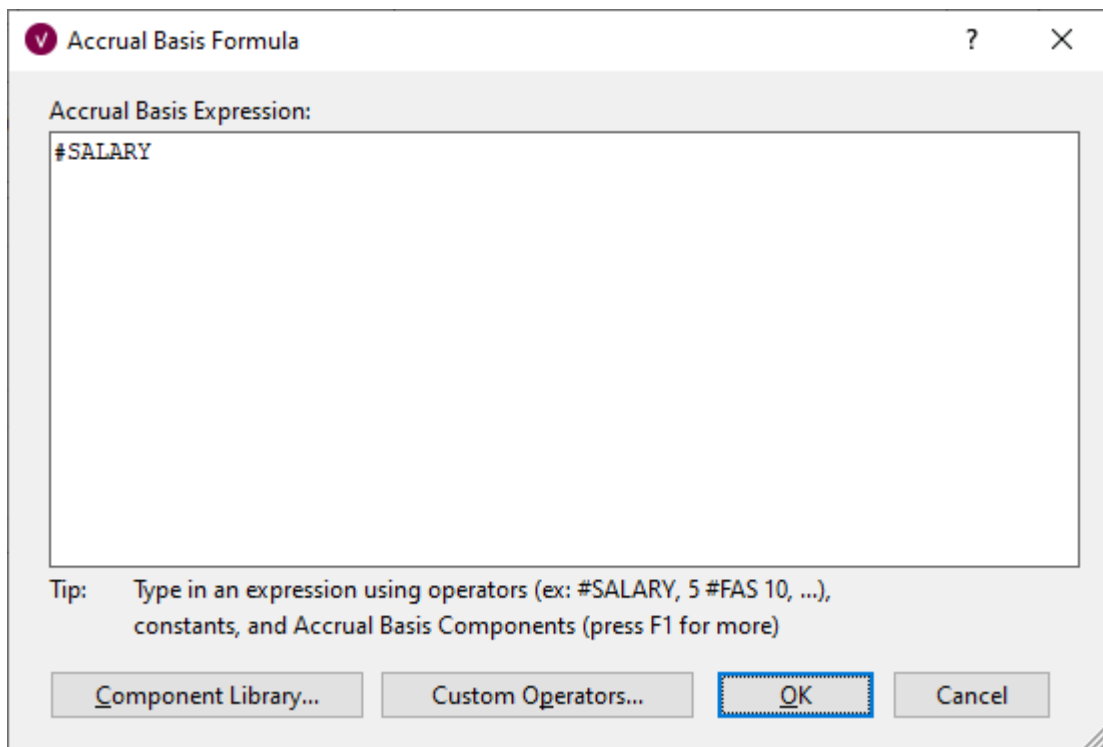 V Accrual Basis Formula ?
Accrual Basis Expression:
#SALARY
Tip: Type in an expression using operators (ex: #SALARY, 5 #FAS 10, ...),
constants, and Accrual Basis Components (press F1 for more)
Component Library... Custom Operators... OK Cancel